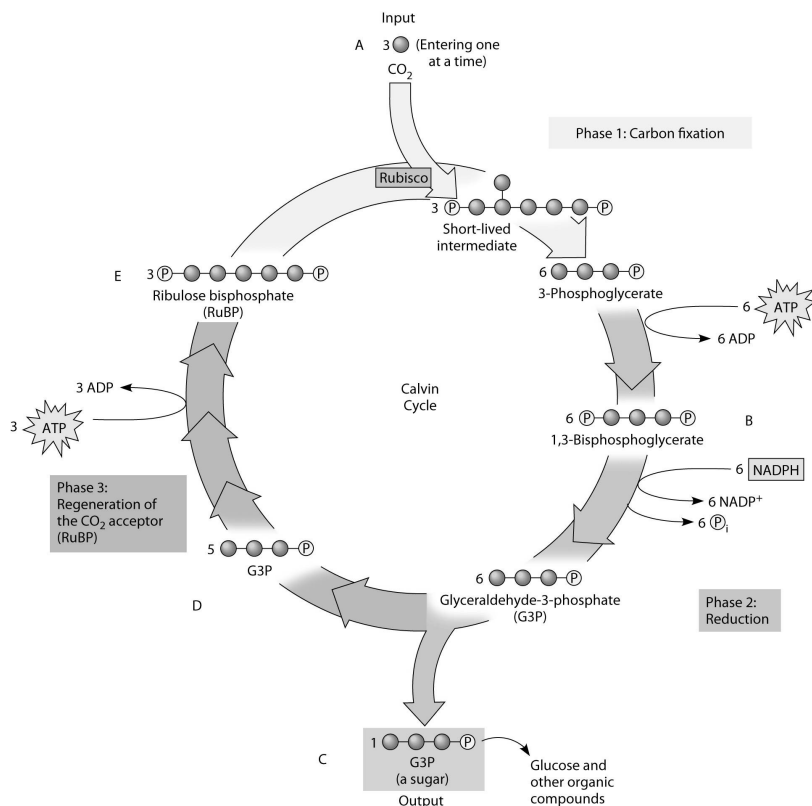 Input
A 3 (Entering one
at a time)
CO2
Phase 1: Carbon fixation
Rubisco
3 P P
Short-lived
intermediate
E 3 P P
Ribulose bisphosphate
(RuBP)
6 P
3-Phosphoglycerate
6 ATP
6 ADP
3 ADP
3 ATP
Calvin
Cycle
6 P P B
1,3-Bisphosphoglycerate
6 NADPH
6 NADP+
6 Pi
Phase 3:
Regeneration of
the CO2 acceptor
(RuBP)
5 P
G3P
D
6 P
Glyceraldehyde-3-phosphate
(G3P)
Phase 2:
Reduction
C 1 P
G3P
(a sugar)
Output
Glucose and
other organic
compounds